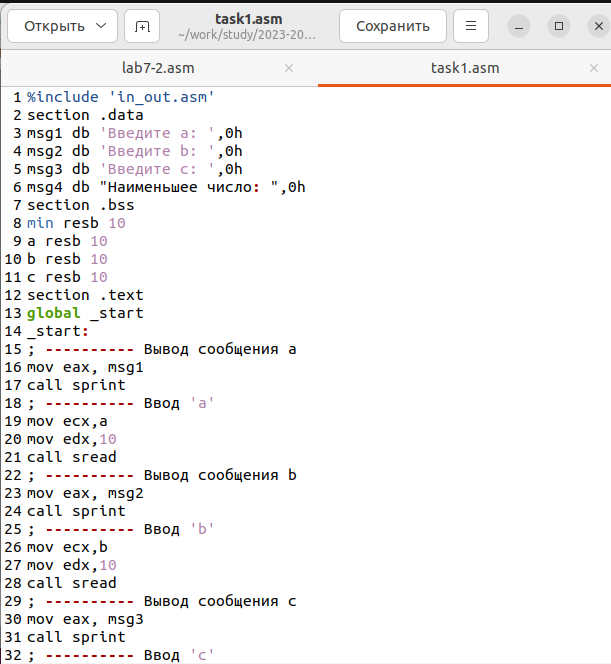 Открыть
task1.asm
~/work/study/2023-20...
Сохранить
lab7-2.asm
task1.asm
1 %include 'in_out.asm'
2 section .data
3 msg1 db 'Введите a: ',0h
4 msg2 db 'Введите b: ',0h
5 msg3 db 'Введите c: ',0h
6 msg4 db "Наименьшее число: ",0h
7 section .bss
8 min resb 10
9 a resb 10
10 b resb 10
11 c resb 10
12 section .text
13 global _start
14 _start:
15 ; ---------- Вывод сообщения a
16 mov eax, msg1
17 call sprint
18 ; ---------- Ввод 'a'
19 mov ecx,a
20 mov edx,10
21 call sread
22 ; ---------- Вывод сообщения b
23 mov eax, msg2
24 call sprint
25 ; ---------- Ввод 'b'
26 mov ecx,b
27 mov edx,10
28 call sread
29 ; ---------- Вывод сообщения c
30 mov eax, msg3
31 call sprint
32 ; ---------- Ввод 'c'